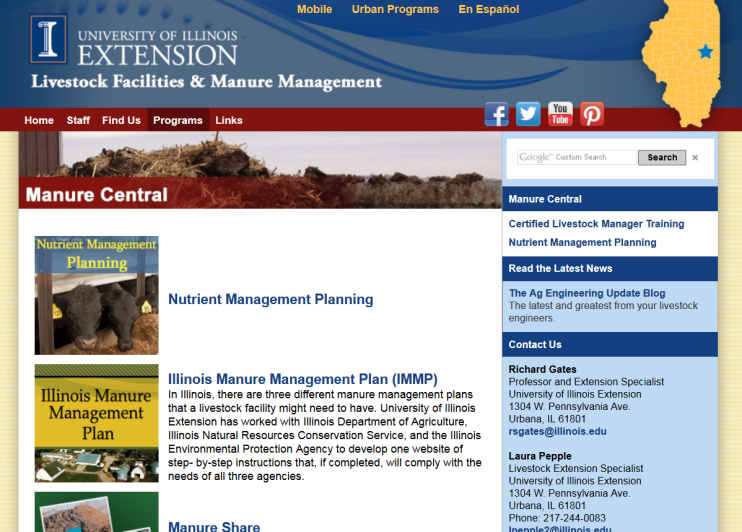 Mobile Urban Programs En Español
UNIVERSITY OF ILLINOIS
EXTENSION
Livestock Facilities & Manure Management
Home Staff Find Us Programs Links
You
Tube
Google™ Custom Search Search ×
Manure Central
Nutrient Management
Planning
Nutrient Management Planning
Illinois Manure
Management
Plan
Illinois Manure Management Plan (IMMP)
In Illinois, there are three different manure management plans
that a livestock facility might need to have. University of Illinois
Extension has worked with Illinois Department of Agriculture,
Illinois Natural Resources Conservation Service, and the Illinois
Environmental Protection Agency to develop one website of
step- by-step instructions that, if completed, will comply with the
needs of all three agencies.
Manure Share
Manure Central
Certified Livestock Manager Training
Nutrient Management Planning
Read the Latest News
The Ag Engineering Update Blog
The latest and greatest from your livestock
engineers.
Contact Us
Richard Gates
Professor and Extension Specialist
University of Illinois Extension
1304 W. Pennsylvania Ave.
Urbana, IL 61801
rsgates@illinois.edu
Laura Pepple
Livestock Extension Specialist
University of Illinois Extension
1304 W. Pennsylvania Ave.
Urbana, IL 61801
Phone: 217-244-0083
lpepple2@illinois.edu